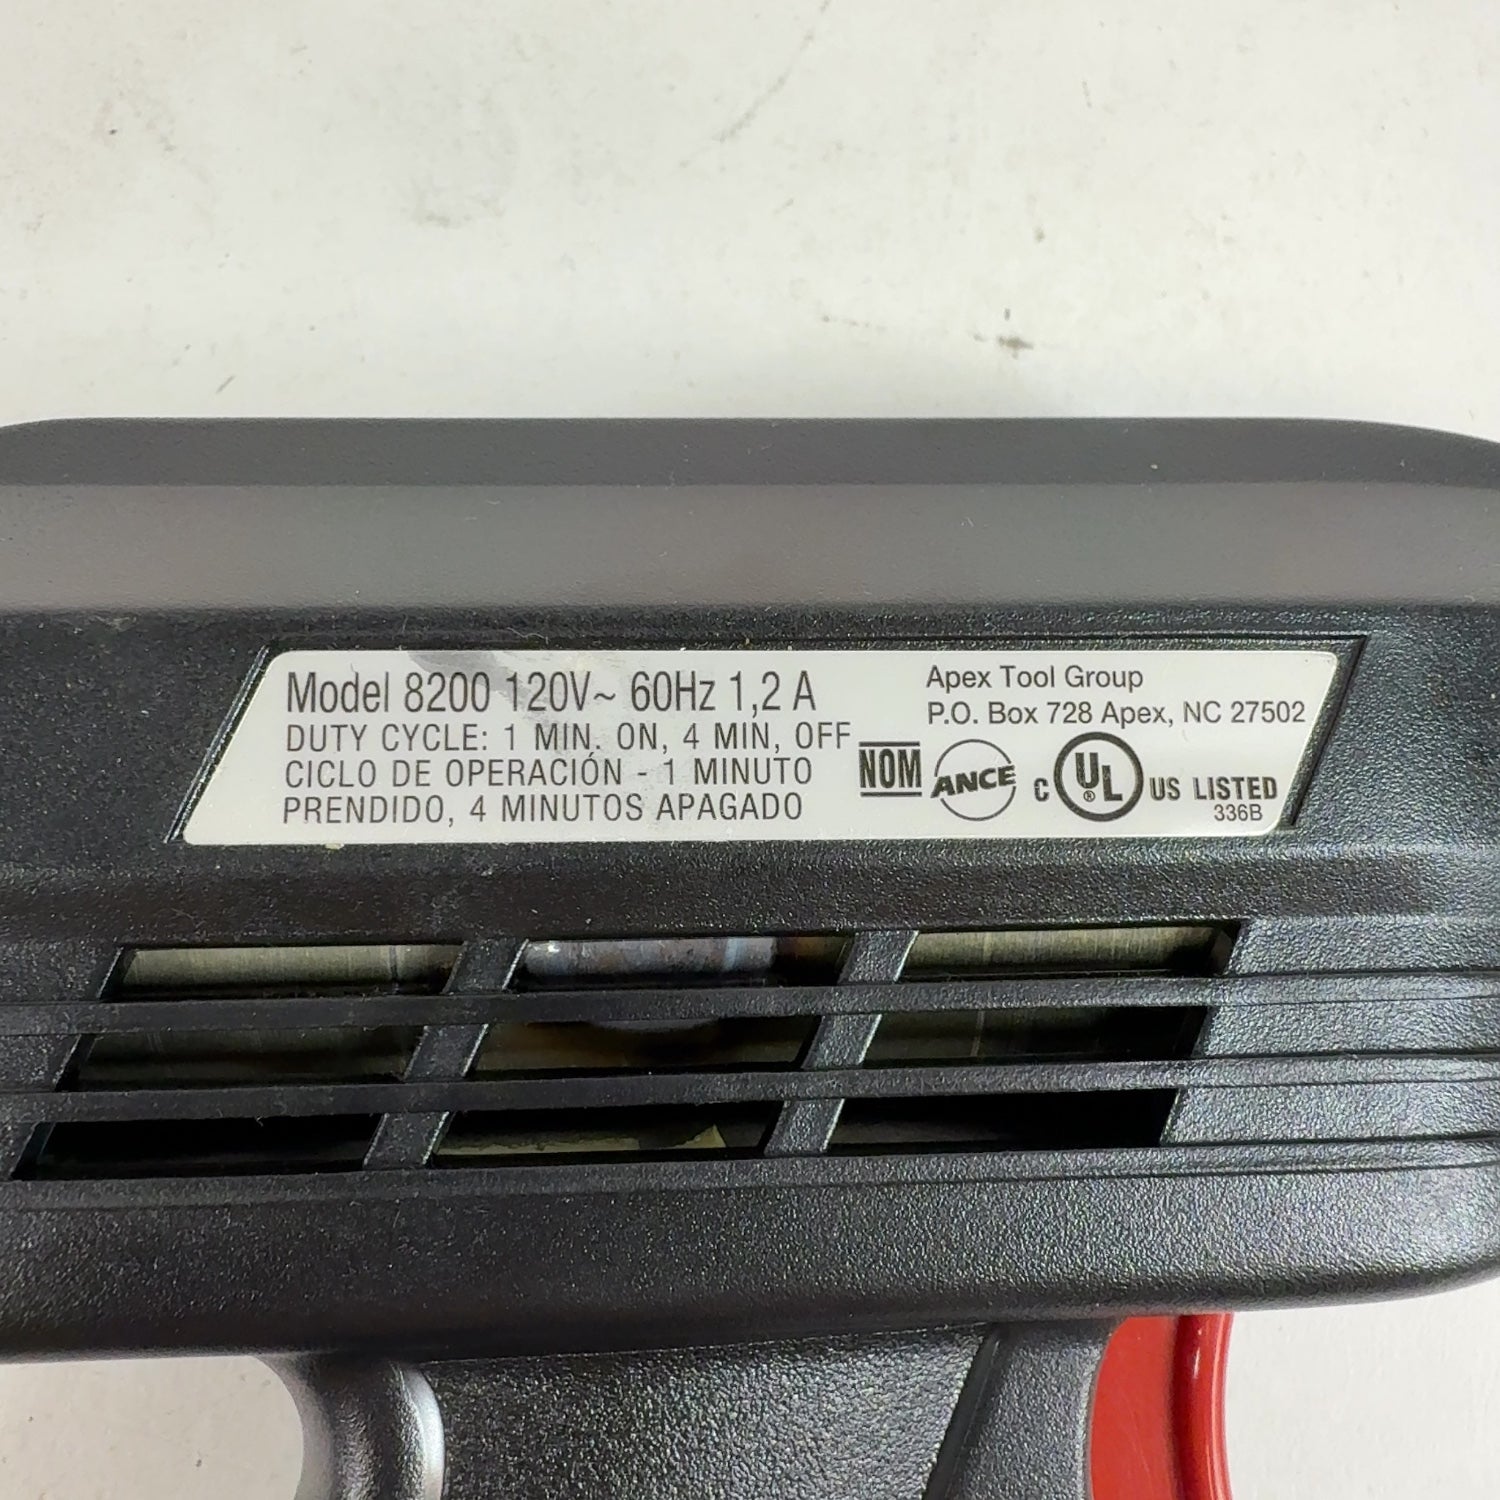 Model 8200 120V~ 60Hz 1,2 A
DUTY CYCLE: 1 MIN. ON, 4 MIN, OFF
CICLO DE OPERACIÓN - 1 MINUTO
PRENDIDO, 4 MINUTOS APAGADO
Apex Tool Group
P.O. Box 728 Apex, NC 27502
NOM ANCE C UL ® US LISTED
336B